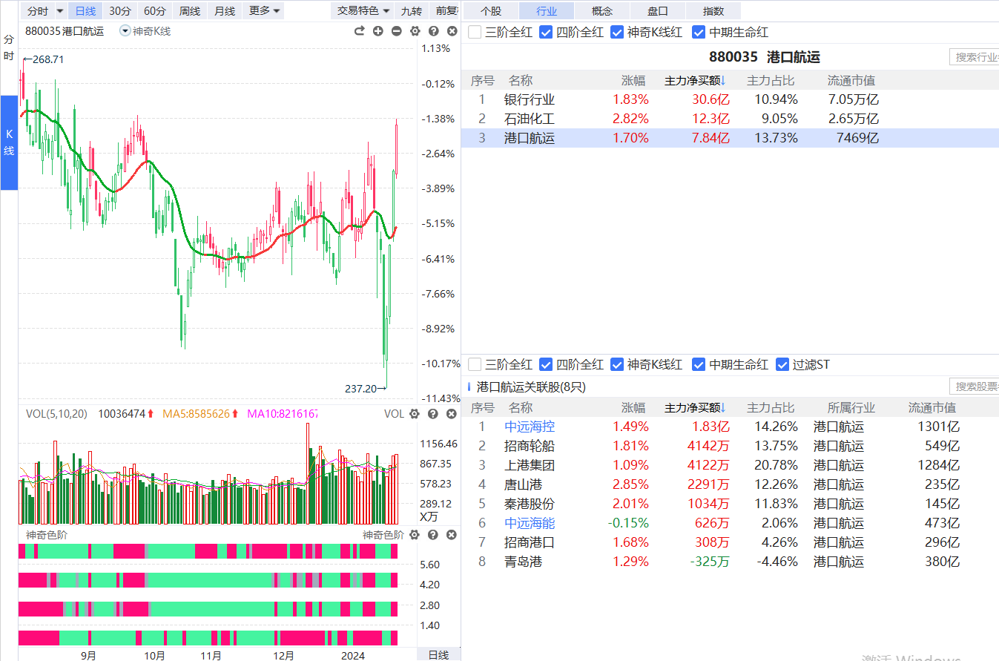 分时 日线 30分 60分 周线 月线 更多 交易特色 九转 前复权
个股 行业 概念 盘口 指数
880035港口航运 神奇K线
三阶全红 四阶全红 神奇K线红 中期生命红
分时
K线
880035 港口航运
搜索行业
序号 名称 涨幅 主力净买额↓ 主力占比 流通市值
1 银行行业 1.83% 30.6亿 10.94% 7.05万亿
2 石油化工 2.82% 12.3亿 9.05% 2.65万亿
3 港口航运 1.70% 7.84亿 13.73% 7469亿
1.13%
←268.71
-0.12%
-1.38%
-2.64%
-3.89%
-5.15%
-6.41%
-7.66%
-8.92%
-10.17%
237.20→
-11.43%
三阶全红 四阶全红 神奇K线红 中期生命红 过滤ST
港口航运关联股(8只)
搜索股票
序号 名称 涨幅 主力净买额↓ 主力占比 所属行业 流通市值
1 中远海控 1.49% 1.83亿 14.26% 港口航运 1301亿
2 招商轮船 1.81% 4142万 13.75% 港口航运 549亿
3 上港集团 1.09% 4122万 20.78% 港口航运 1284亿
4 唐山港 2.85% 2291万 12.26% 港口航运 235亿
5 秦港股份 2.01% 1034万 11.83% 港口航运 145亿
6 中远海能 -0.15% 626万 2.06% 港口航运 473亿
7 招商港口 1.68% 308万 4.26% 港口航运 296亿
8 青岛港 1.29% -325万 -4.46% 港口航运 380亿
VOL(5,10,20) 10036474 MA5:8585626 MA10:8216167 VOL
1156.46
867.35
578.23
289.12
X万
神奇色阶 神奇色阶
5.60
4.20
2.80
1.40
9月 10月 11月 12月 2024 日线
激活 Windows